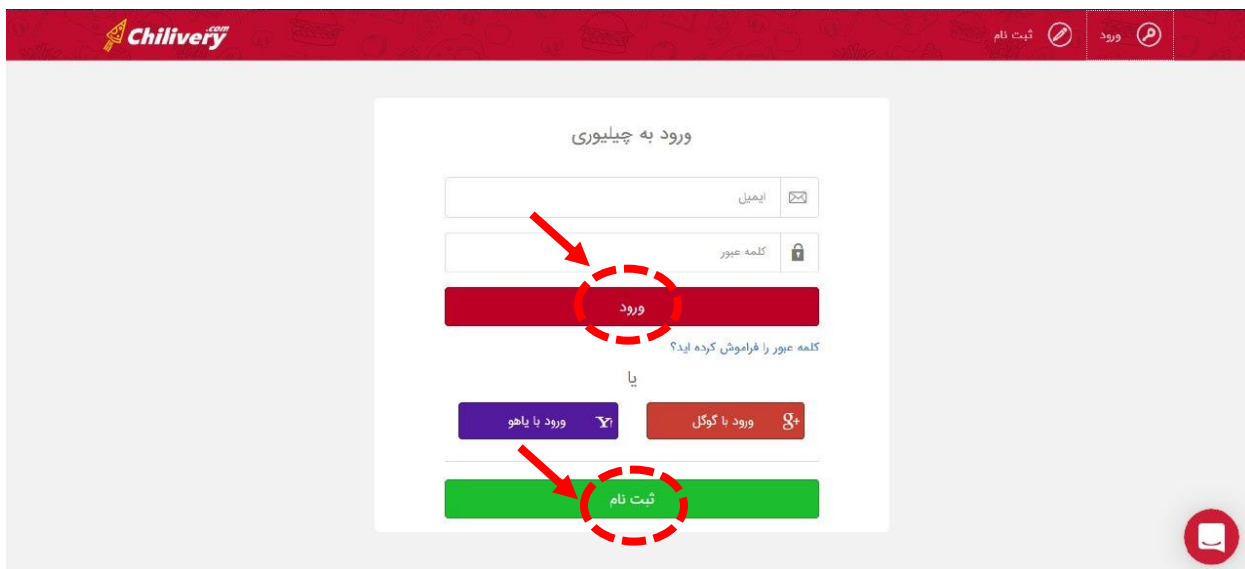 Chilivery.com
ورود
ثبت نام
ورود به چیلیوری
ایمیل
کلمه عبور
ورود
کلمه عبور را فراموش کرده اید؟
یا
g+ ورود با گوگل
Y! ورود با یاهو
ثبت نام